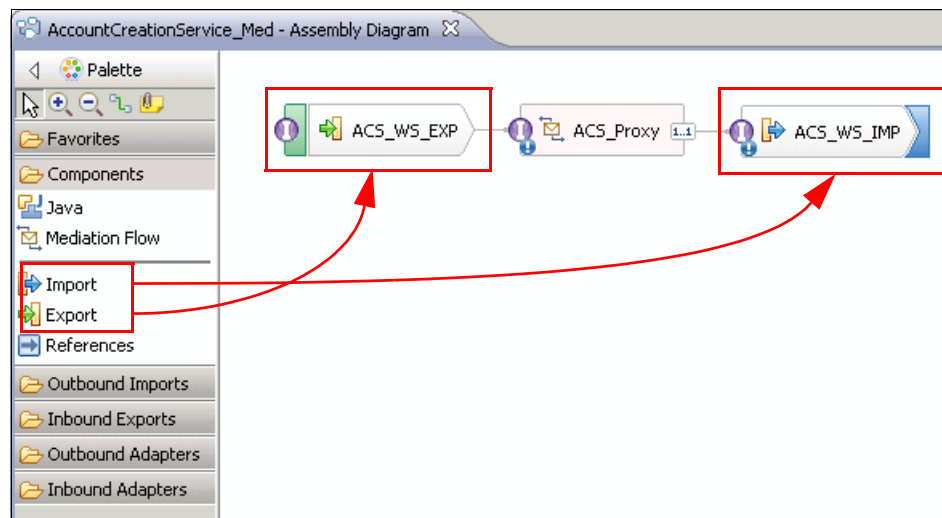 AccountCreationService_Med - Assembly Diagram
Palette
Favorites
Components
Java
Mediation Flow
Import
Export
References
Outbound Imports
Inbound Exports
Outbound Adapters
Inbound Adapters
I ACS_WS_EXP
I ACS_Proxy 1..1
I ACS_WS_IMP